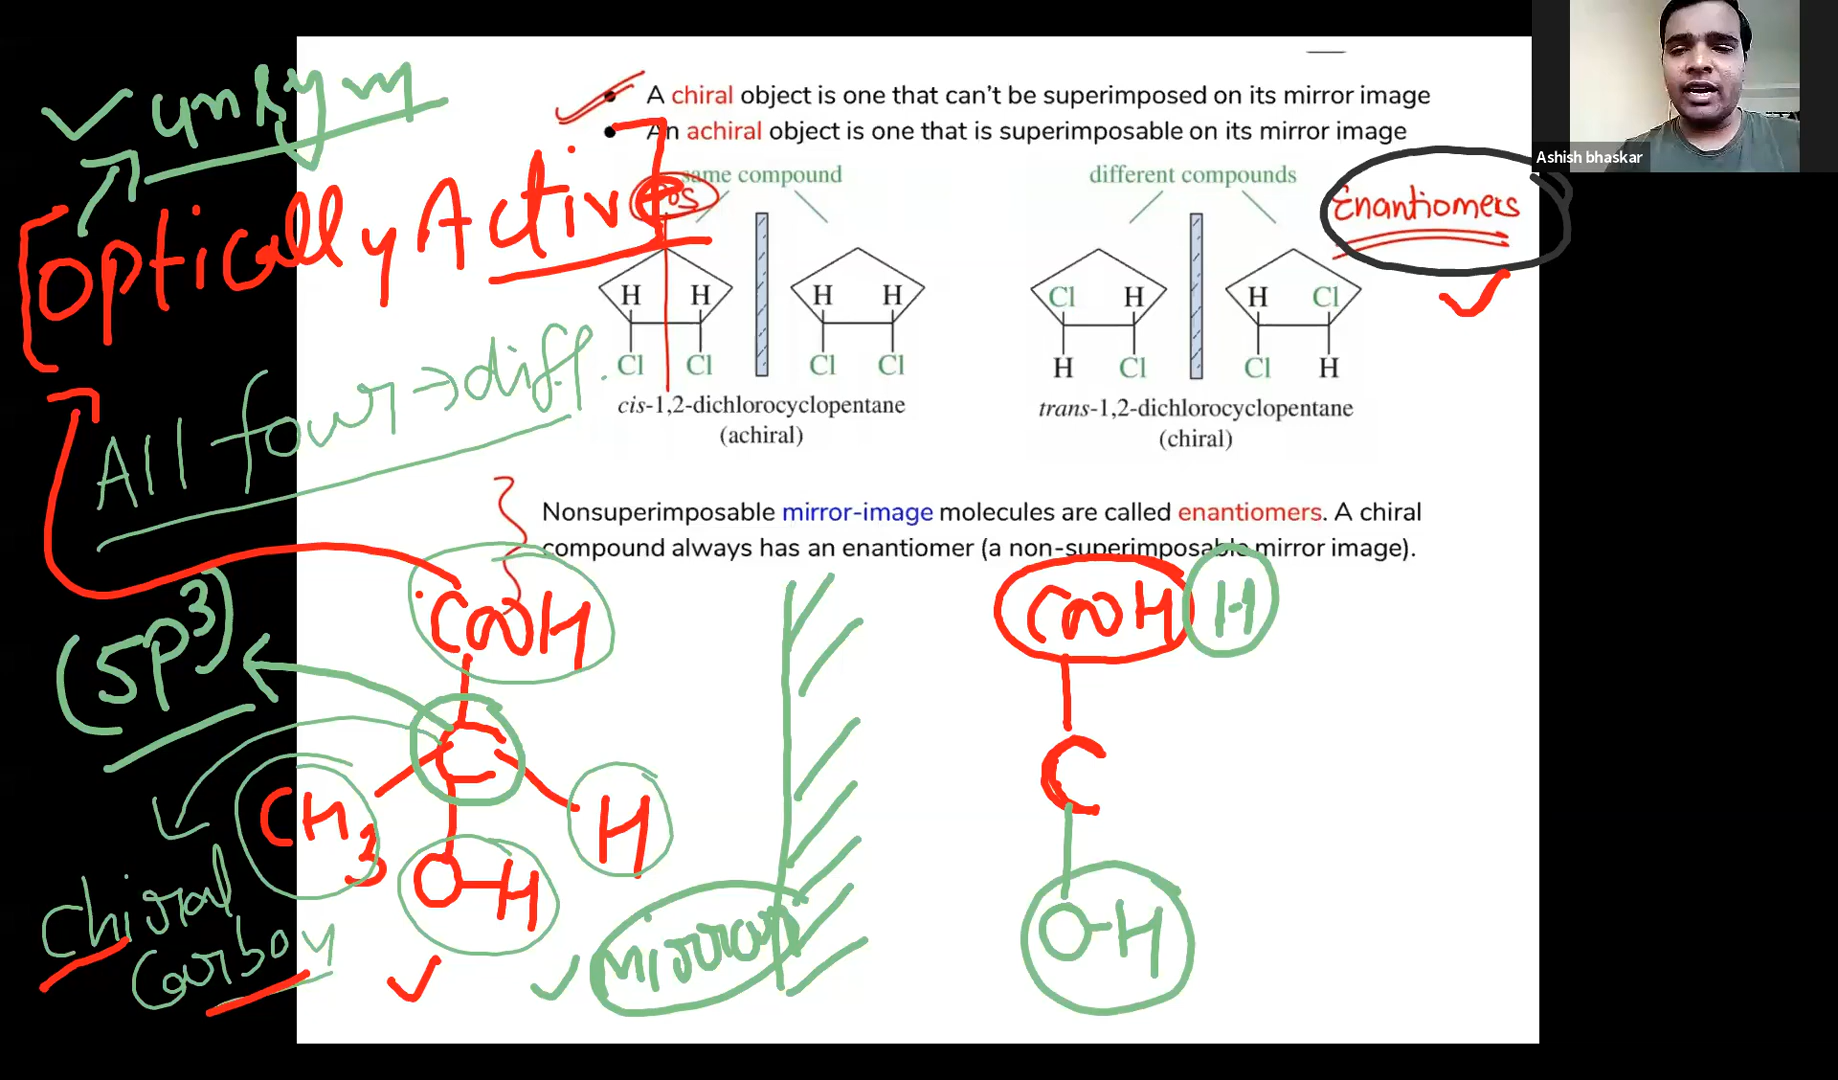 A chiral object is one that can't be superimposed on its mirror image
An achiral object is one that is superimposable on its mirror image
Ashish bhaskar
unsym
Optically Active
POS
same compound
different compounds
Enantiomers
H H H H
Cl Cl Cl Cl
Cl H H Cl
H Cl Cl H
cis-1,2-dichlorocyclopentane
(achiral)
trans-1,2-dichlorocyclopentane
(chiral)
All four → diff.
Nonsuperimposable mirror-image molecules are called enantiomers. A chiral
compound always has an enantiomer (a non-superimposable mirror image).
COOH
COOH H
(SP³)
C
C
CH3
H
O-H
O-H
Chiral
Carbon
mirror